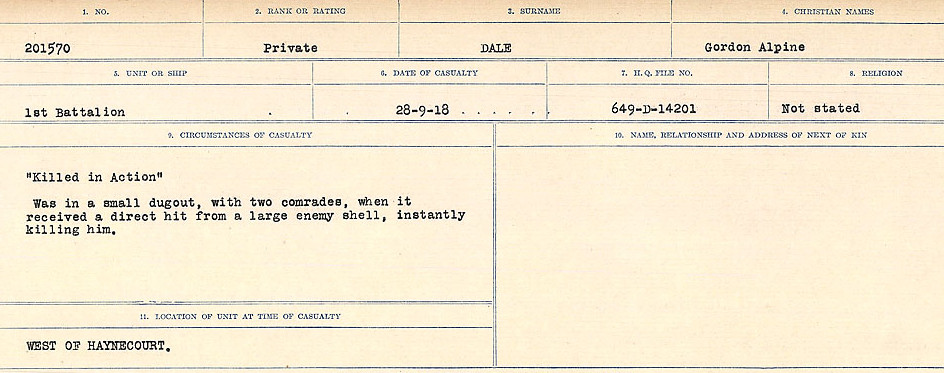 1. NO.
2. RANK OR RATING
3. SURNAME
4. CHRISTIAN NAMES
201570
Private
DALE
Gordon Alpine
5. UNIT OR SHIP
6. DATE OF CASUALTY
7. H.Q. FILE NO.
8. RELIGION
1st Battalion
28-9-18
649-D-14201
Not stated
9. CIRCUMSTANCES OF CASUALTY
10. NAME, RELATIONSHIP AND ADDRESS OF NEXT OF KIN
"Killed in Action"
Was in a small dugout, with two comrades, when it
received a direct hit from a large enemy shell, instantly
killing him.
11. LOCATION OF UNIT AT TIME OF CASUALTY
WEST OF HAYNECOURT.